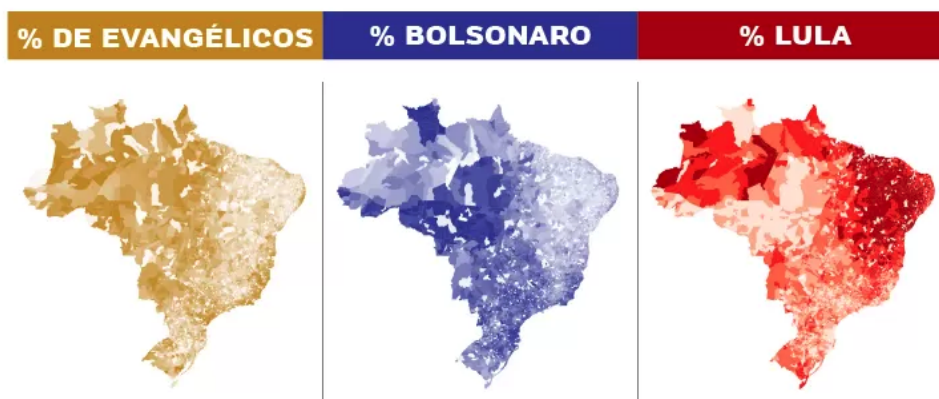 % DE EVANGÉLICOS
% BOLSONARO
% LULA